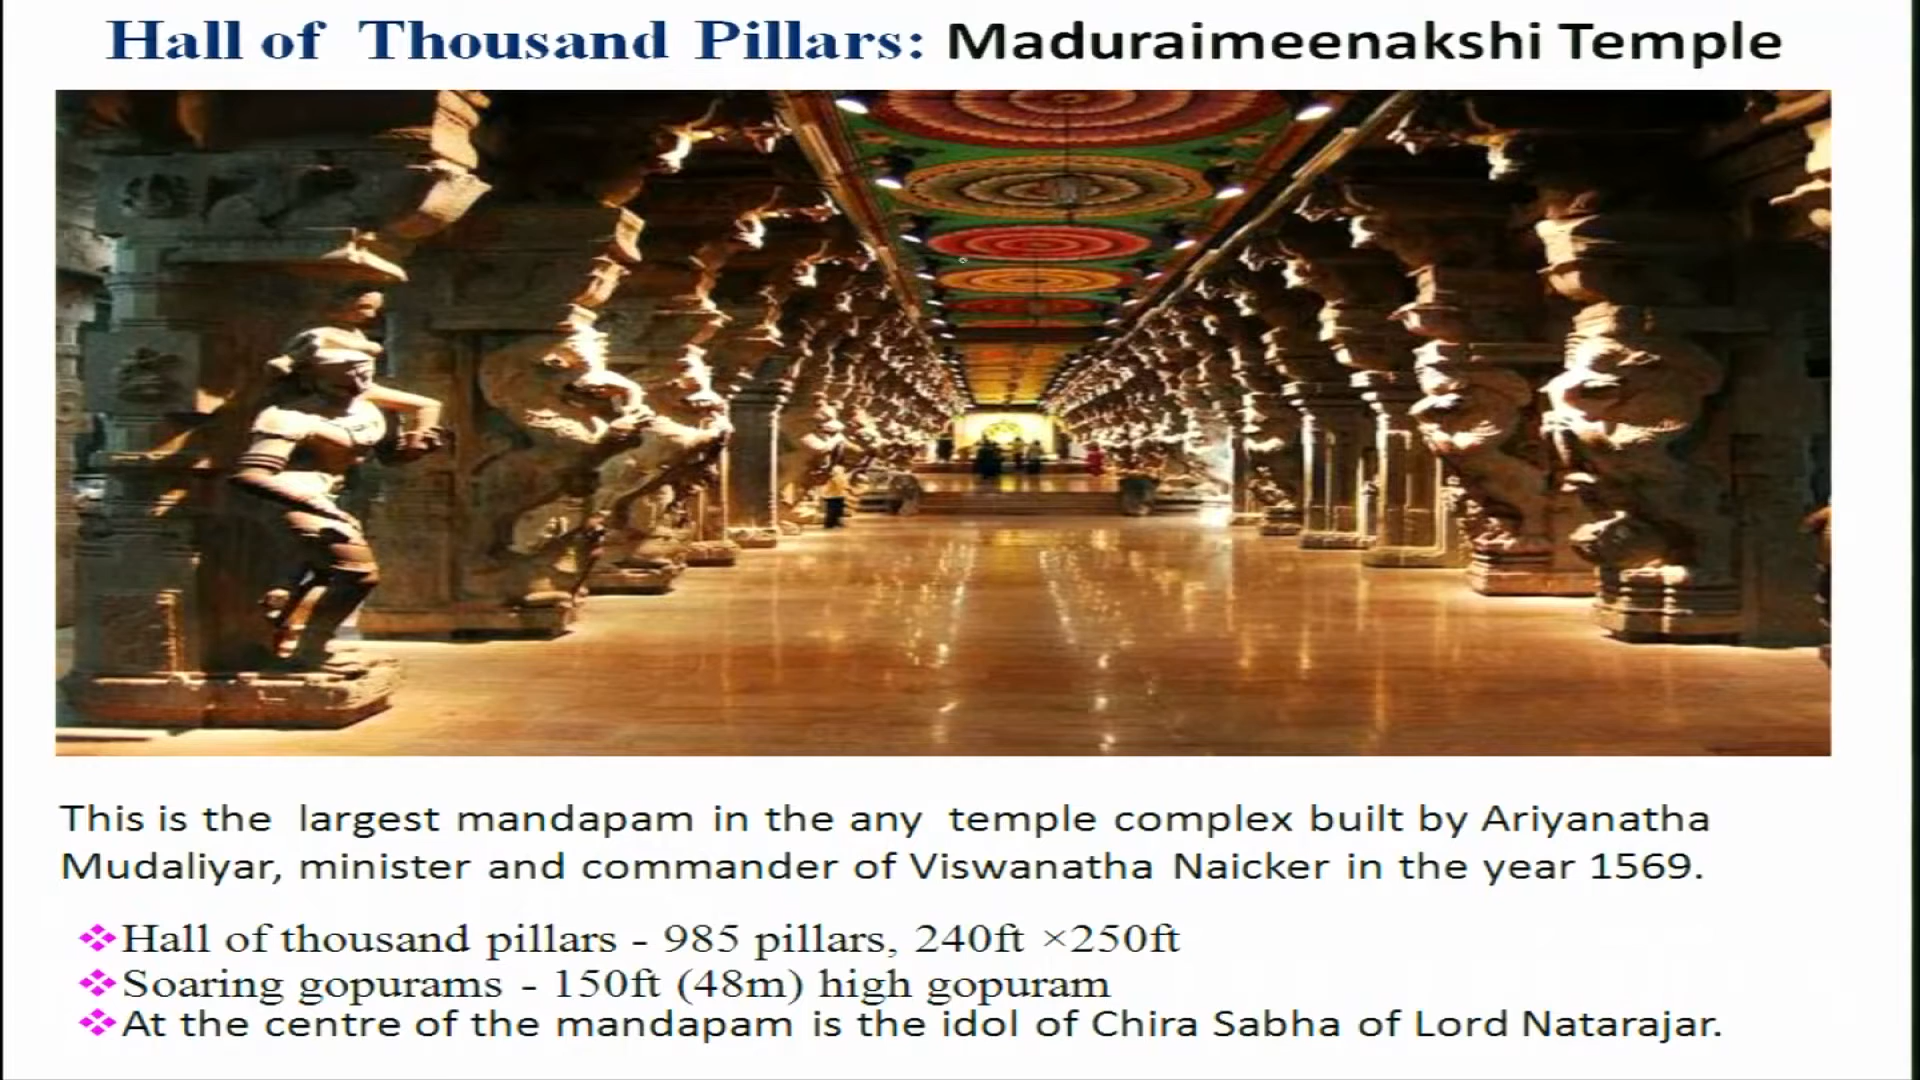 Hall of Thousand Pillars: Maduraimeenakshi Temple
This is the largest mandapam in the any temple complex built by Ariyanatha
Mudaliyar, minister and commander of Viswanatha Naicker in the year 1569.
❖Hall of thousand pillars - 985 pillars, 240ft ×250ft
❖Soaring gopurams - 150ft (48m) high gopuram
❖At the centre of the mandapam is the idol of Chira Sabha of Lord Natarajar.